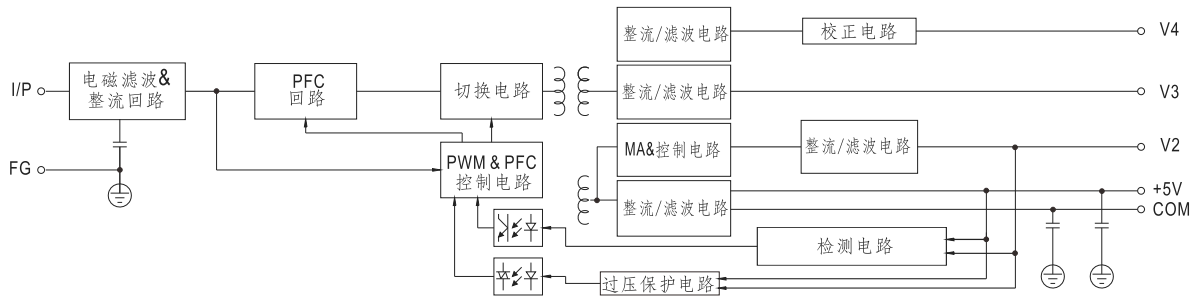 整流/滤波电路
校正电路
V4
I/P
电磁滤波&
整流回路
PFC
回路
切换电路
整流/滤波电路
V3
MA&控制电路
整流/滤波电路
V2
FG
PWM & PFC
控制电路
整流/滤波电路
+5V
COM
检测电路
过压保护电路